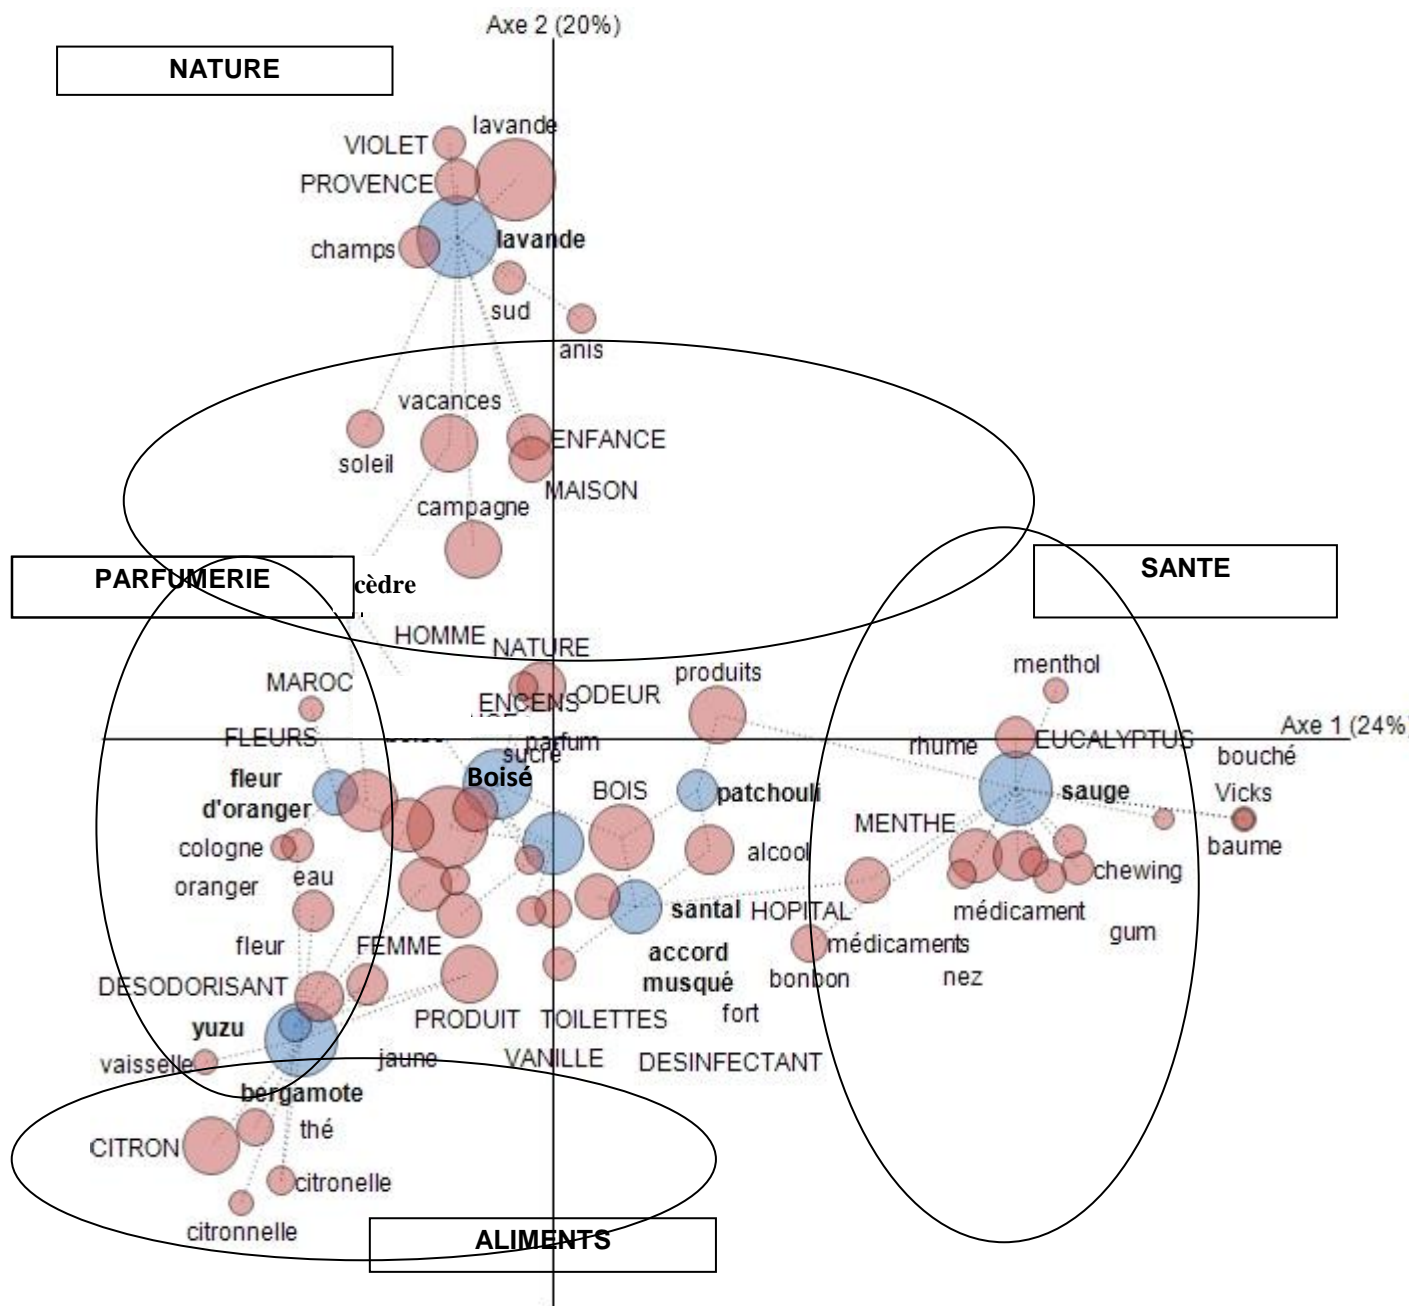 Axe 2 (20%)
NATURE
lavande
VIOLET
PROVENCE
champs
lavande
sud
anis
vacances
ENFANCE
soleil
MAISON
campagne
PARFUMERIE
cèdre
SANTE
HOMME
NATURE
menthol
produits
MAROC
ENCENS
ODEUR
FLEURS
Axe 1 (24%)
parfum
sucre
rhume
EUCALYPTUS
bouché
fleur
d'oranger
Boisé
BOIS
patchouli
sauge
Vicks
MENTHE
baume
cologne
alcool
eau
oranger
chewing
santal
HOPITAL
médicament
gum
fleur
FEMME
accord
musqué
médicaments
bonbon
nez
DESODORISANT
fort
yuzu
PRODUIT
TOILETTES
vaisselle
jaune
VANILLE
DESINFECTANT
bergamote
thé
CITRON
citronelle
citronnelle
ALIMENTS